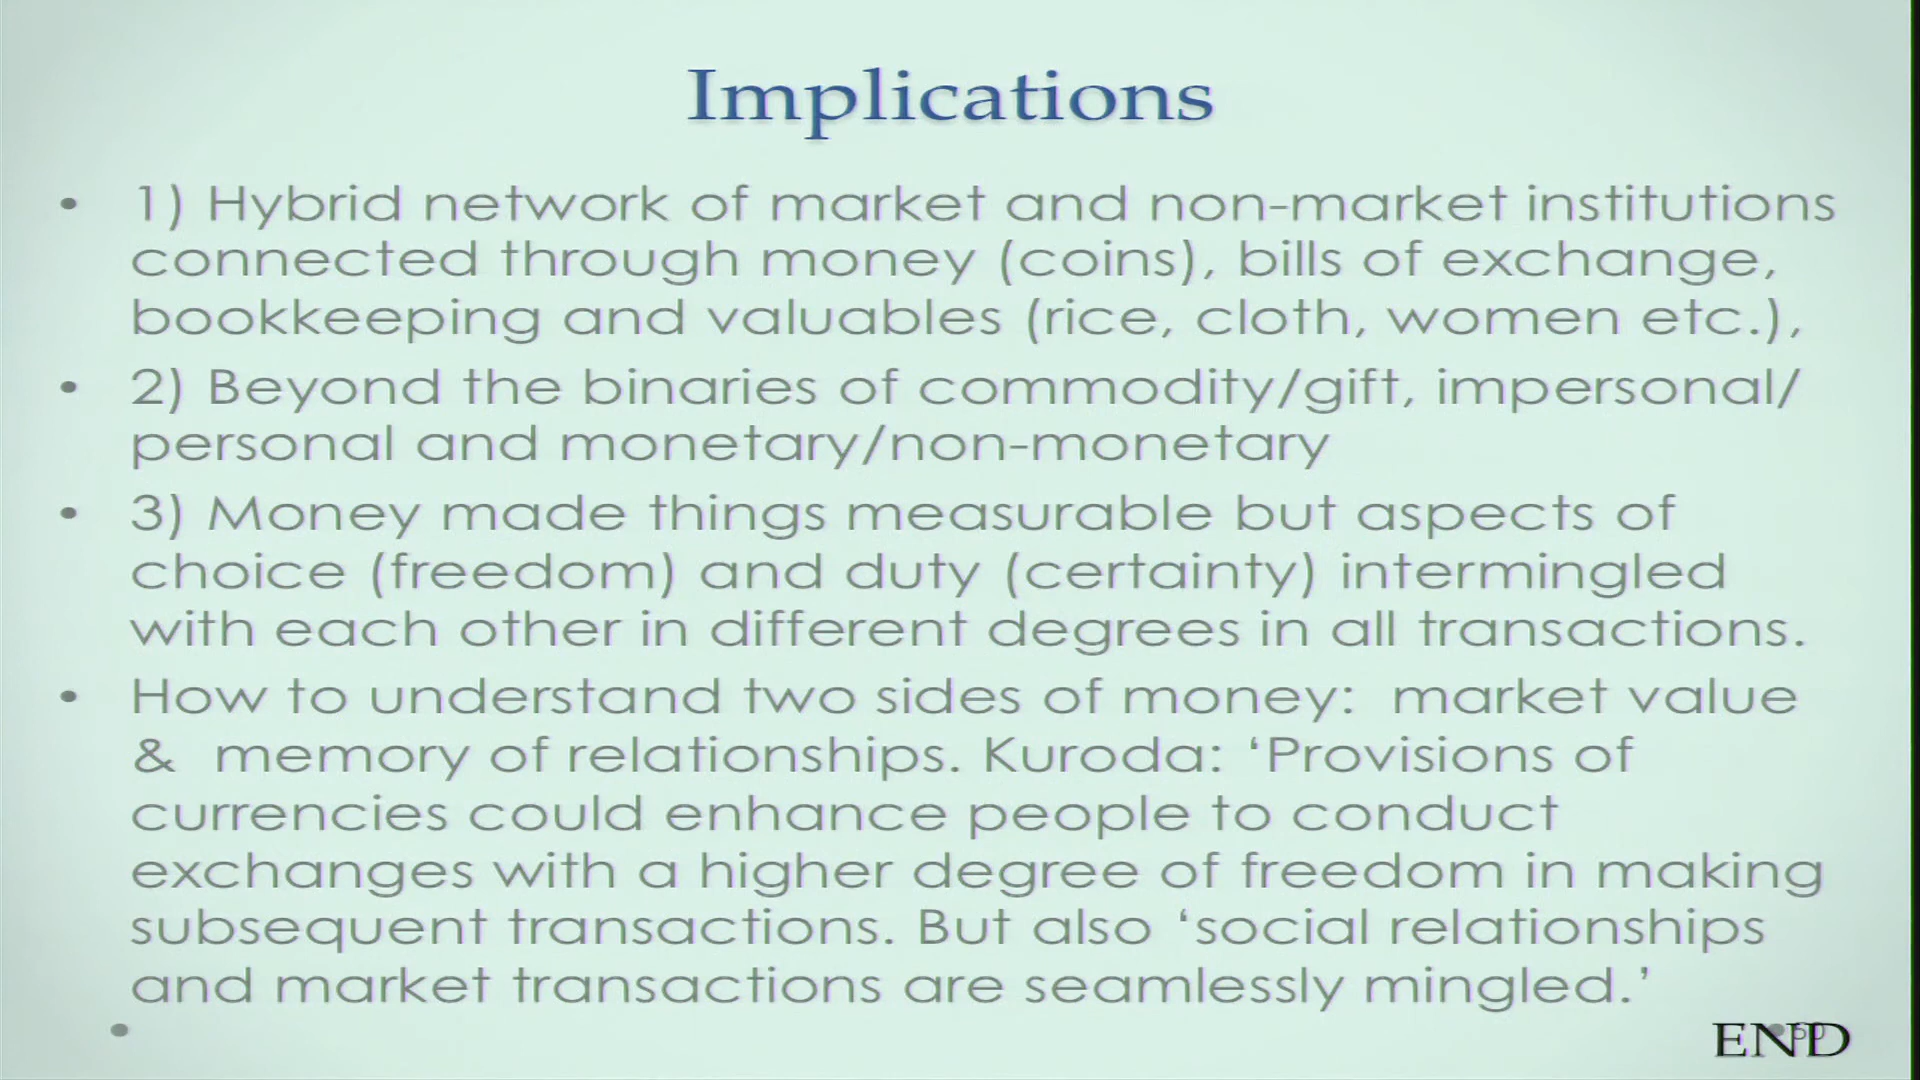 Implications
• 1) Hybrid network of market and non-market institutions
connected through money (coins), bills of exchange,
bookkeeping and valuables (rice, cloth, women etc.),
• 2) Beyond the binaries of commodity/gift, impersonal/
personal and monetary/non-monetary
• 3) Money made things measurable but aspects of
choice (freedom) and duty (certainty) intermingled
with each other in different degrees in all transactions.
• How to understand two sides of money:  market value
&  memory of relationships. Kuroda: ‘Provisions of
currencies could enhance people to conduct
exchanges with a higher degree of freedom in making
subsequent transactions. But also ‘social relationships
and market transactions are seamlessly mingled.’
•
END